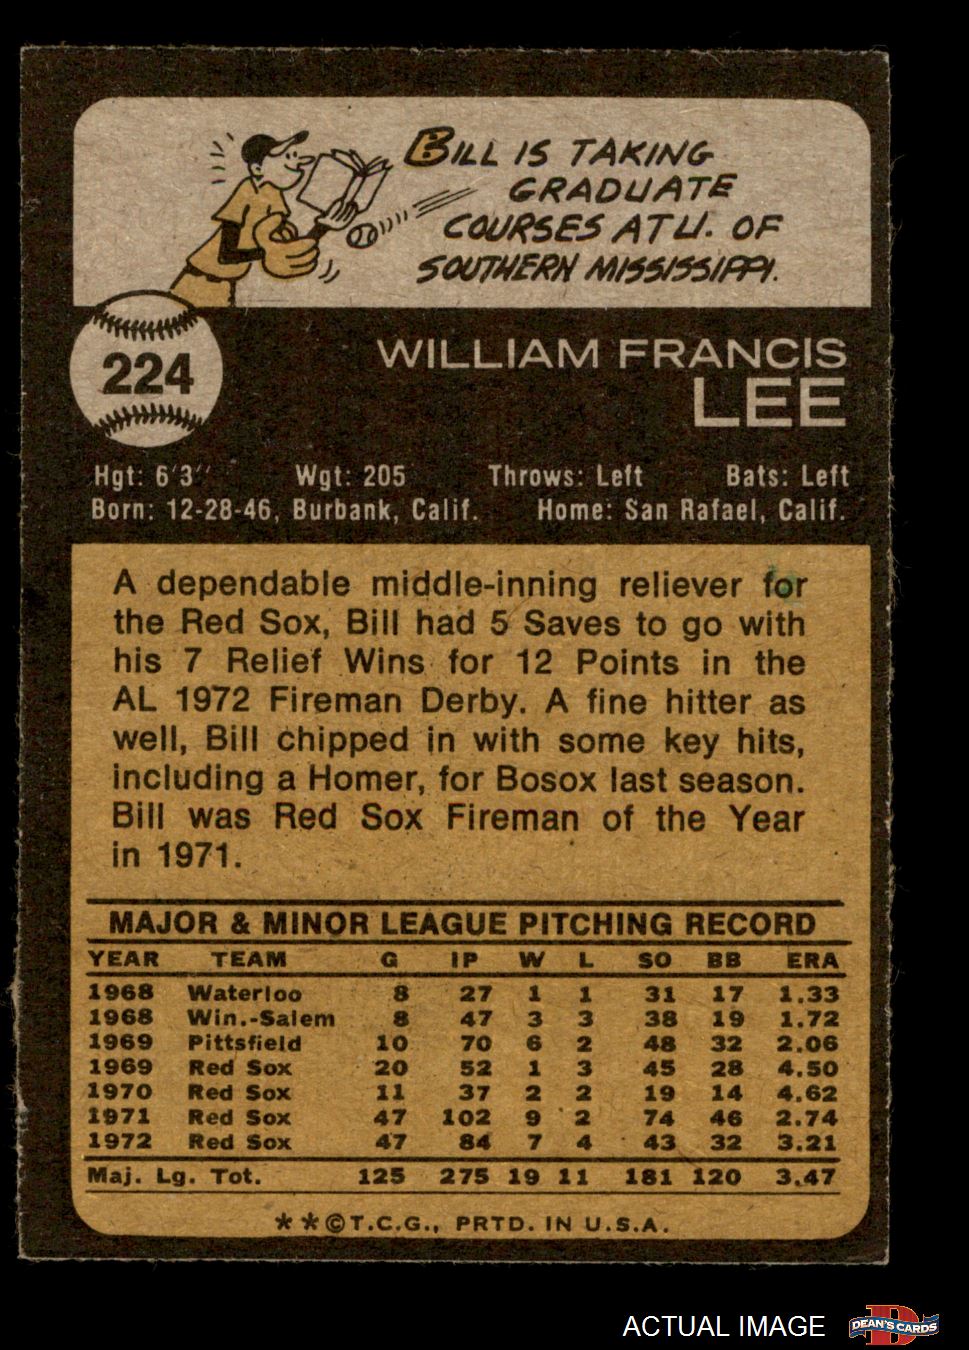 BILL IS TAKING
GRADUATE
COURSES AT U. OF
SOUTHERN MISSISSIPPI.
224
WILLIAM FRANCIS
LEE
Hgt: 6'3" Wgt: 205 Throws: Left Bats: Left
Born: 12-28-46, Burbank, Calif. Home: San Rafael, Calif.
A dependable middle-inning reliever for
the Red Sox, Bill had 5 Saves to go with
his 7 Relief Wins for 12 Points in the
AL 1972 Fireman Derby. A fine hitter as
well, Bill chipped in with some key hits,
including a Homer, for Bosox last season.
Bill was Red Sox Fireman of the Year
in 1971.
MAJOR & MINOR LEAGUE PITCHING RECORD
YEAR TEAM G IP W L SO BB ERA
1968 Waterloo 8 27 1 1 31 17 1.33
1968 Win.-Salem 8 47 3 3 38 19 1.72
1969 Pittsfield 10 70 6 2 48 32 2.06
1969 Red Sox 20 52 1 3 45 28 4.50
1970 Red Sox 11 37 2 2 19 14 4.62
1971 Red Sox 47 102 9 2 74 46 2.74
1972 Red Sox 47 84 7 4 43 32 3.21
Maj. Lg. Tot. 125 275 19 11 181 120 3.47
**©T.C.G., PRTD. IN U.S.A.
ACTUAL IMAGE
D
DEAN'S CARDS